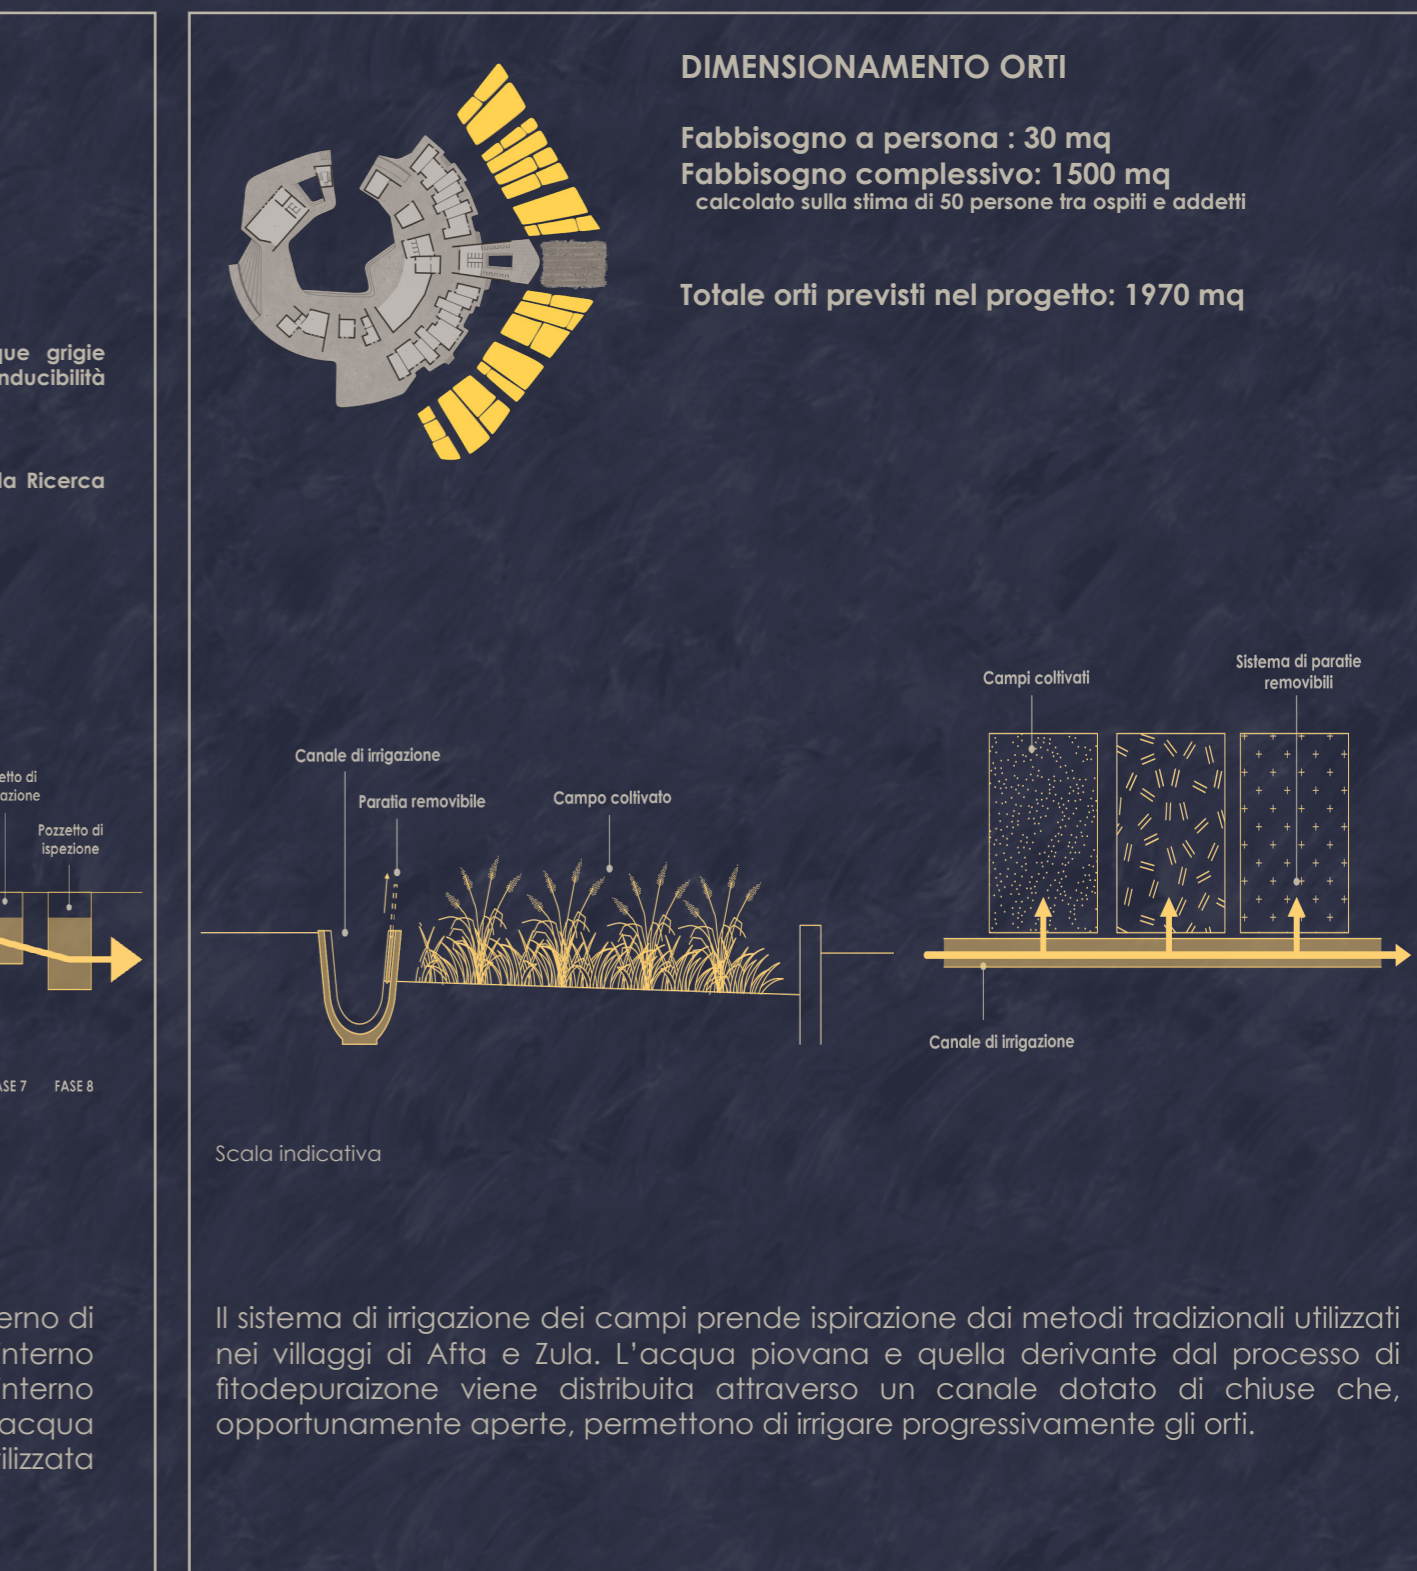 que grigie
nducibilità
la Ricerca
etto di
azione
Pozzetto di
ispezione
ASE 7
FASE 8
erno di
interno
interno
acqua
ilizzata
DIMENSIONAMENTO ORTI
Fabbisogno a persona : 30 mq
Fabbisogno complessivo: 1500 mq
calcolato sulla stima di 50 persone tra ospiti e addetti
Totale orti previsti nel progetto: 1970 mq
Canale di irrigazione
Paratia removibile
Campo coltivato
Campi coltivati
Sistema di paratie
removibili
Canale di irrigazione
Scala indicativa
Il sistema di irrigazione dei campi prende ispirazione dai metodi tradizionali utilizzati
nei villaggi di Afta e Zula. L’acqua piovana e quella derivante dal processo di
fitodepuraizone viene distribuita attraverso un canale dotato di chiuse che,
opportunamente aperte, permettono di irrigare progressivamente gli orti.